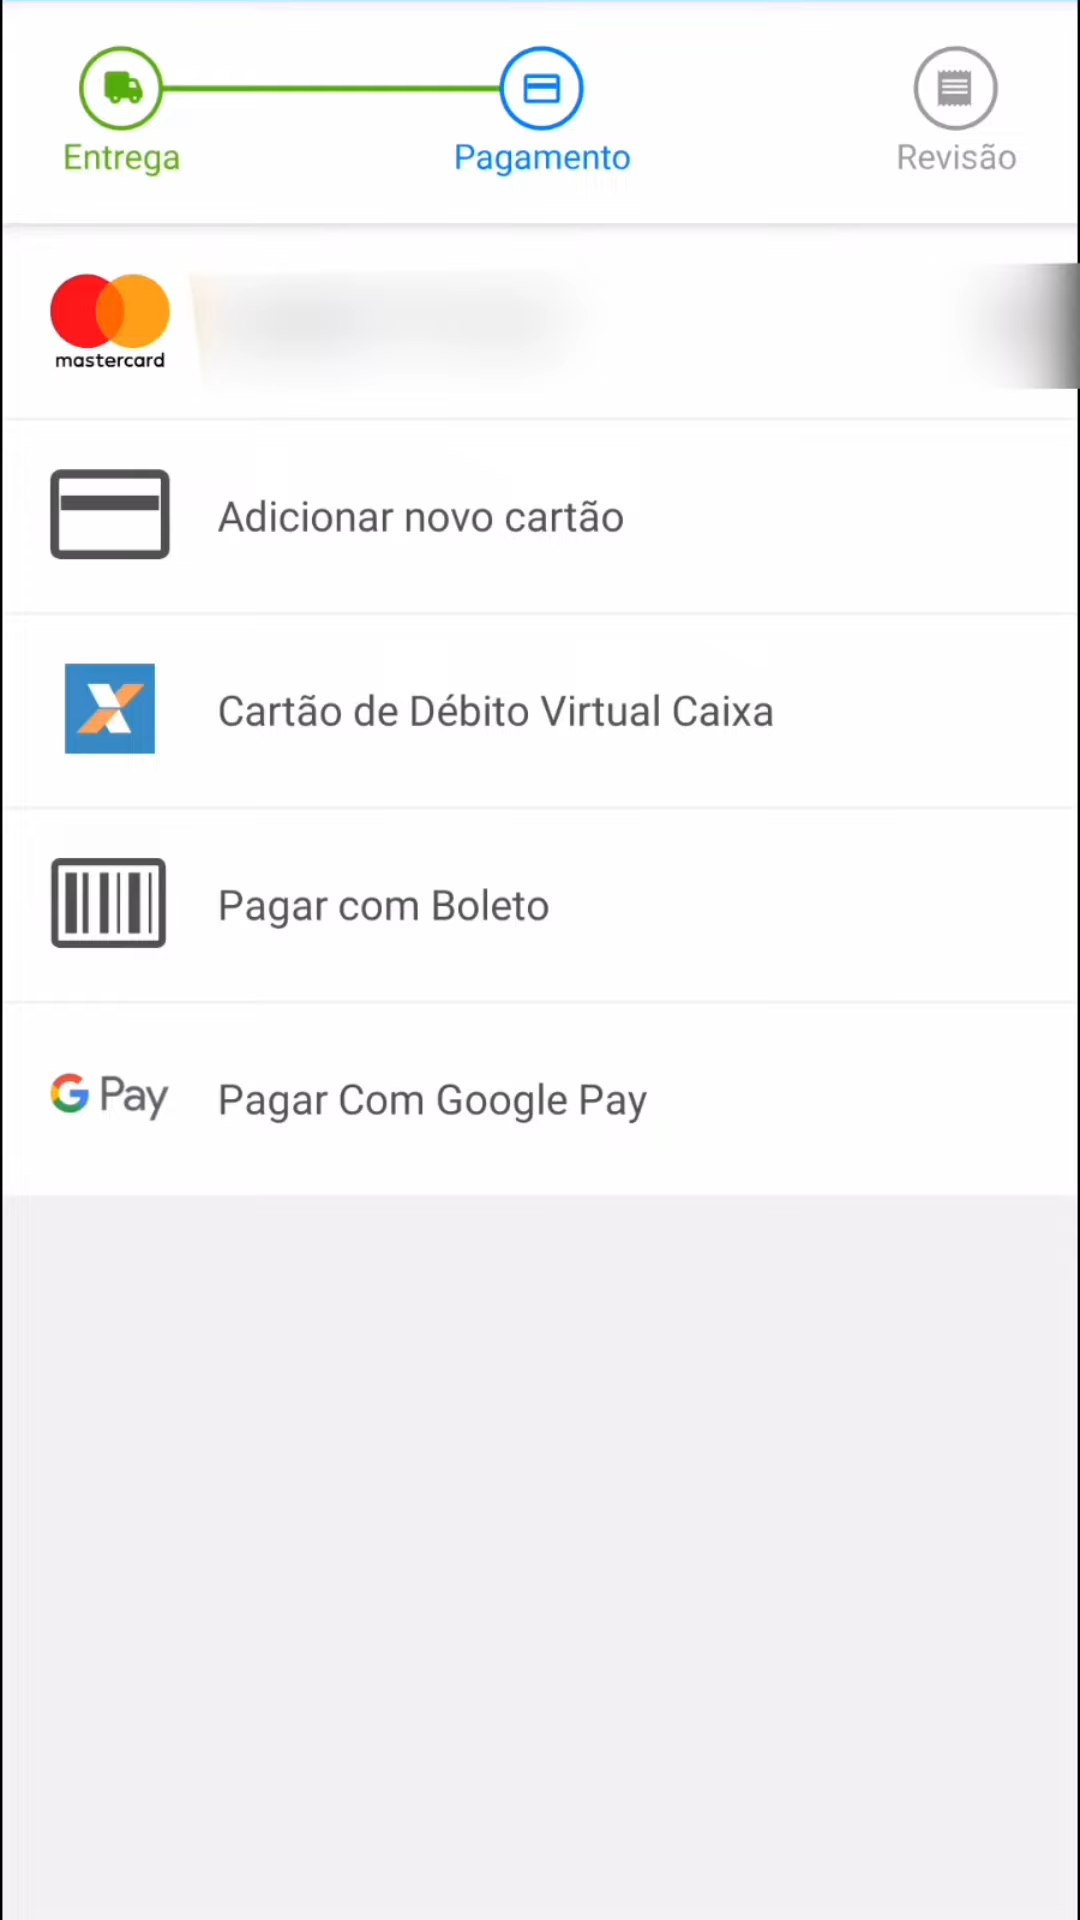 Entrega
Pagamento
Revisão
mastercard
Adicionar novo cartão
Cartão de Débito Virtual Caixa
Pagar com Boleto
G Pay
Pagar Com Google Pay